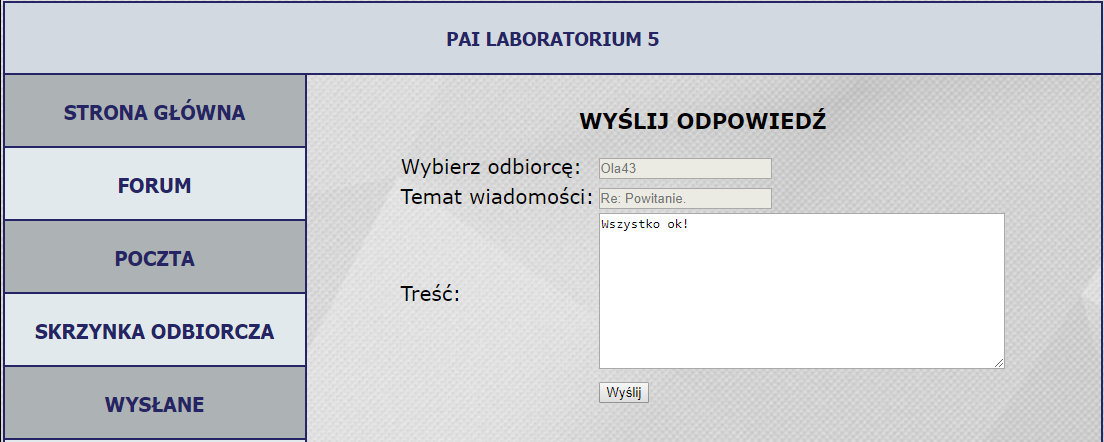 PAI LABORATORIUM 5
STRONA GŁÓWNA
FORUM
POCZTA
SKRZYNKA ODBIORCZA
WYSŁANE
WYŚLIJ ODPOWIEDŹ
Wybierz odbiorcę: Ola43
Temat wiadomości: Re: Powitanie.
Treść: Wszystko ok!
Wyślij